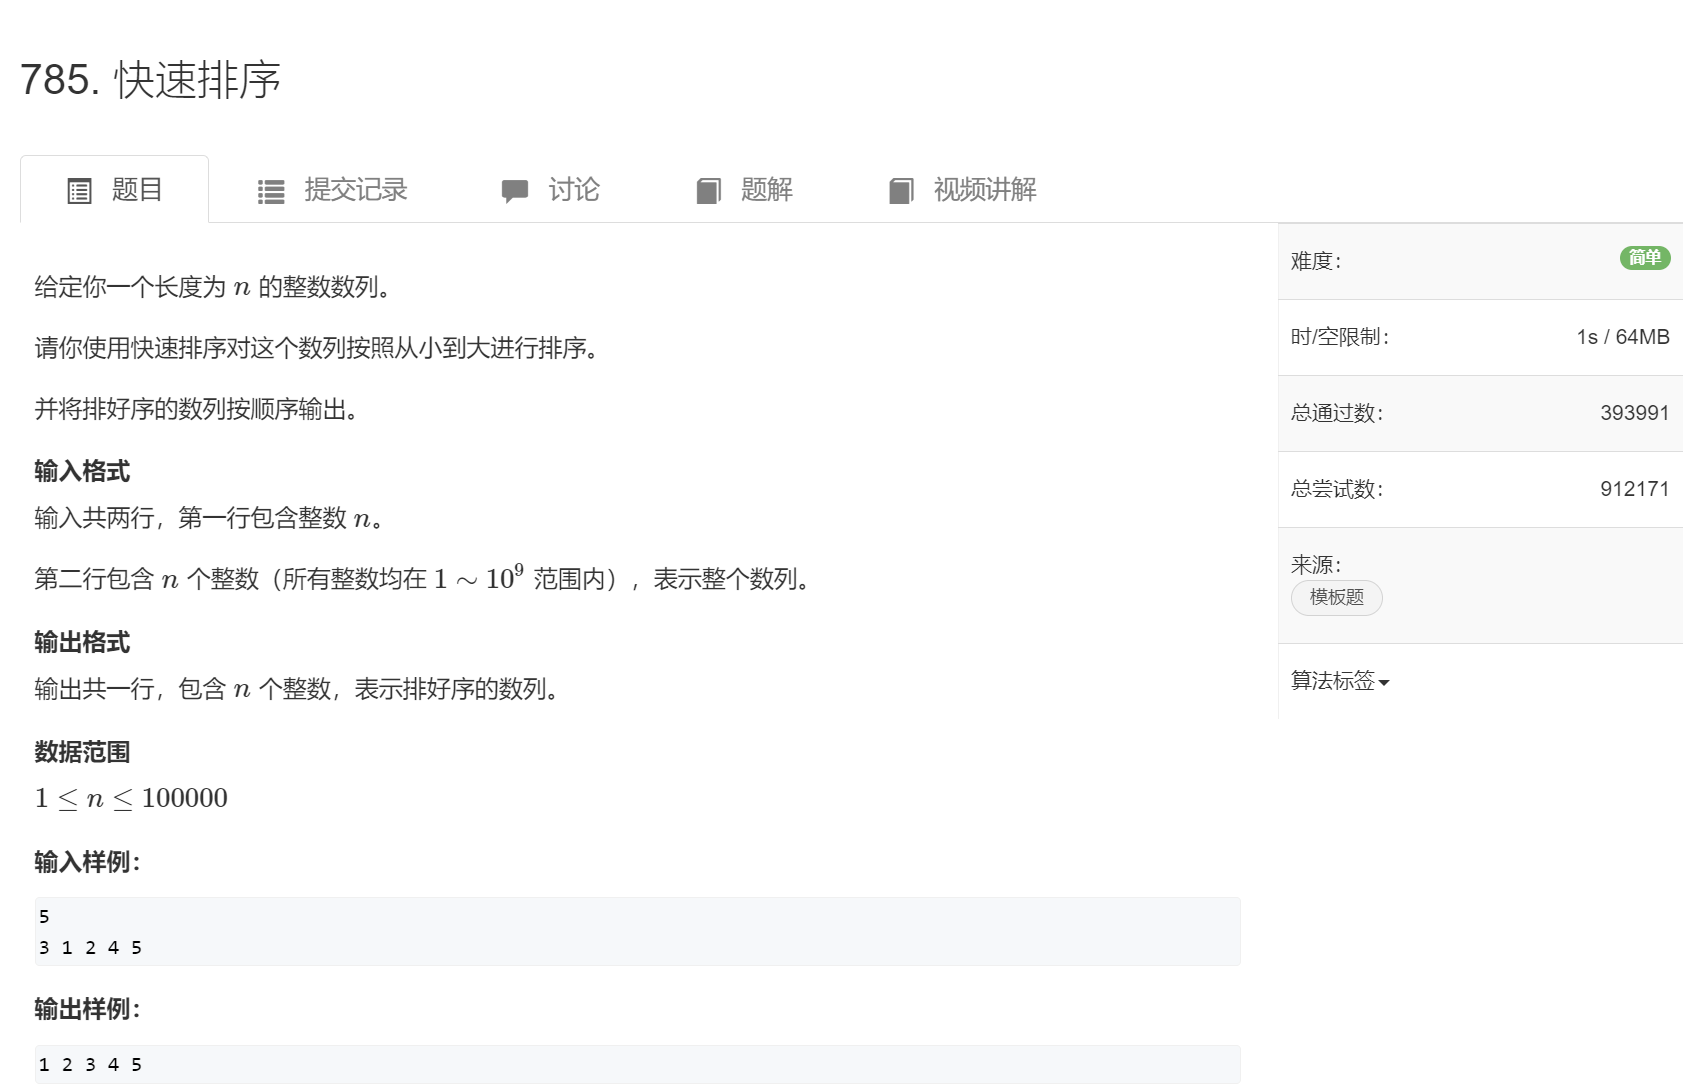 785. 快速排序
题目
提交记录
讨论
题解
视频讲解
给定你一个长度为 n 的整数数列。
请你使用快速排序对这个数列按照从小到大进行排序。
并将排好序的数列按顺序输出。
输入格式
输入共两行，第一行包含整数 n。
第二行包含 n 个整数（所有整数均在 1 ∼ 10⁹ 范围内），表示整个数列。
输出格式
输出共一行，包含 n 个整数，表示排好序的数列。
数据范围
1 ≤ n ≤ 100000
输入样例：
5
3 1 2 4 5
输出样例：
1 2 3 4 5
难度： 简单
时/空限制： 1s / 64MB
总通过数： 393991
总尝试数： 912171
来源：
模板题
算法标签